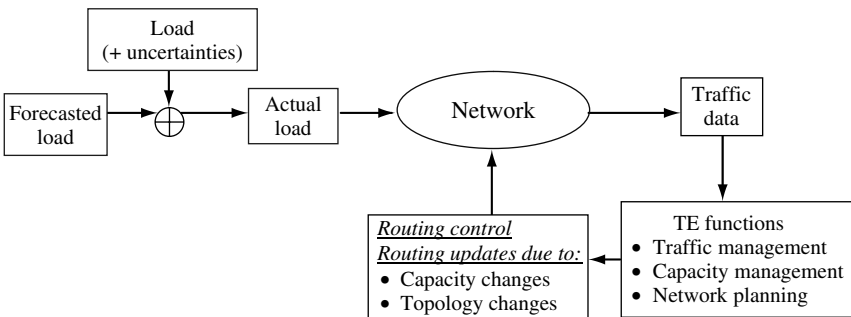 Load
(+ uncertainties)
Forecasted
load
Actual
load
Network
Traffic
data
Routing control
Routing updates due to:
• Capacity changes
• Topology changes
TE functions
• Traffic management
• Capacity management
• Network planning